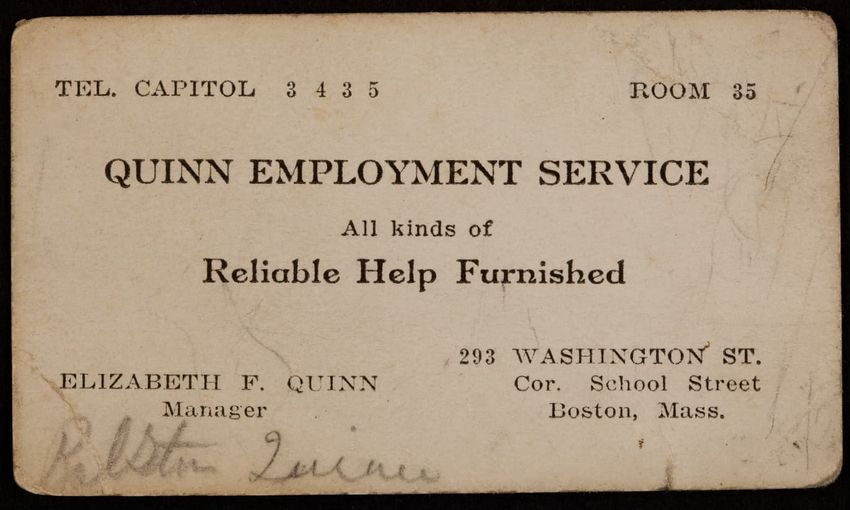 TEL. CAPITOL 3 4 3 5
ROOM 35
QUINN EMPLOYMENT SERVICE
All kinds of
Reliable Help Furnished
ELIZABETH F. QUINN
Manager
293 WASHINGTON ST.
Cor. School Street
Boston, Mass.